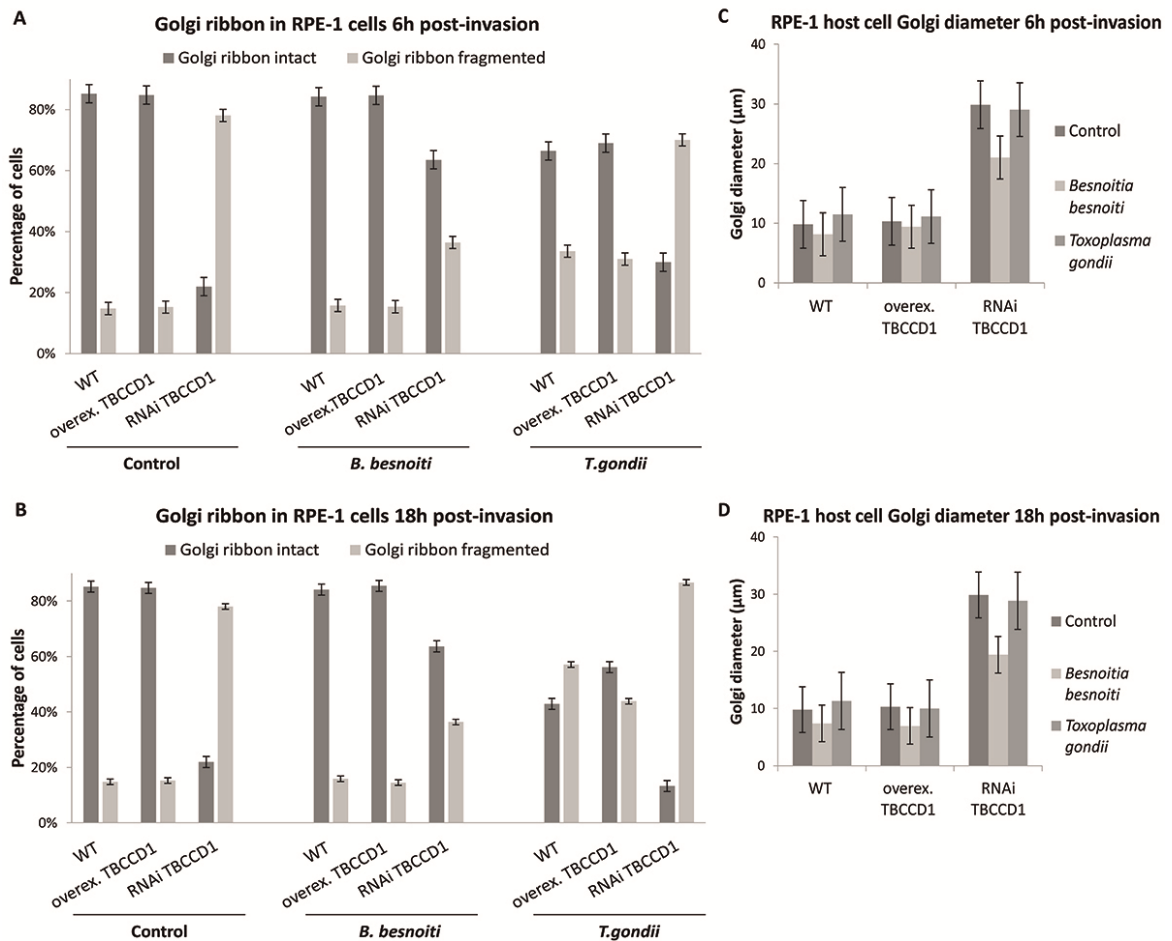 A
Golgi ribbon in RPE-1 cells 6h post-invasion
Golgi ribbon intact
Golgi ribbon fragmented
Percentage of cells
80%
60%
40%
20%
0%
WT
overex. TBCCD1
RNAi TBCCD1
WT
overex.TBCCD1
RNAi TBCCD1
WT
overex. TBCCD1
RNAi TBCCD1
Control
B. besnoiti
T.gondii
C
RPE-1 host cell Golgi diameter 6h post-invasion
Golgi diameter (µm)
40
30
20
10
0
WT
overex.
TBCCD1
RNAi
TBCCD1
Control
Besnoitia
besnoiti
Toxoplasma
gondii
B
Golgi ribbon in RPE-1 cells 18h post-invasion
Golgi ribbon intact
Golgi ribbon fragmented
Percentage of cells
80%
60%
40%
20%
0%
WT
overex. TBCCD1
RNAi TBCCD1
WT
overex. TBCCD1
RNAi TBCCD1
WT
overex. TBCCD1
RNAi TBCCD1
Control
B. besnoiti
T.gondii
D
RPE-1 host cell Golgi diameter 18h post-invasion
Golgi diameter (µm)
40
30
20
10
0
WT
overex.
TBCCD1
RNAi
TBCCD1
Control
Besnoitia
besnoiti
Toxoplasma
gondii